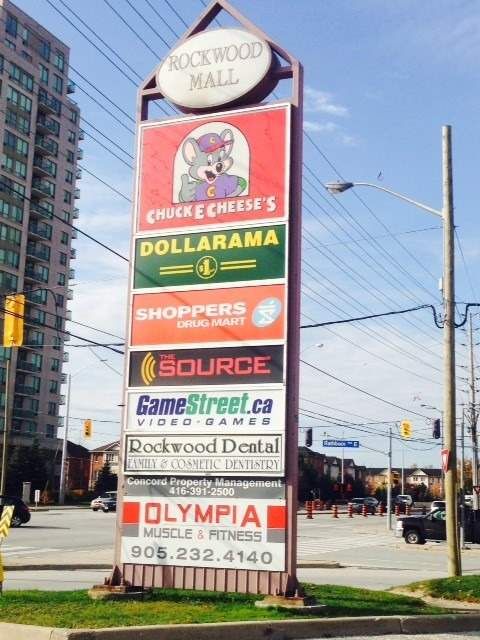 ROCKWOOD
MALL
CHUCK E CHEESE'S
DOLLARAMA
$1
SHOPPERS
DRUG MART
THE SOURCE
GameStreet.ca
VIDEO-GAMES
Rockwood Dental
FAMILY & COSMETIC DENTISTRY
Concord Property Management
416-391-2500
OLYMPIA
MUSCLE & FITNESS
905.232.4140
Rathburn